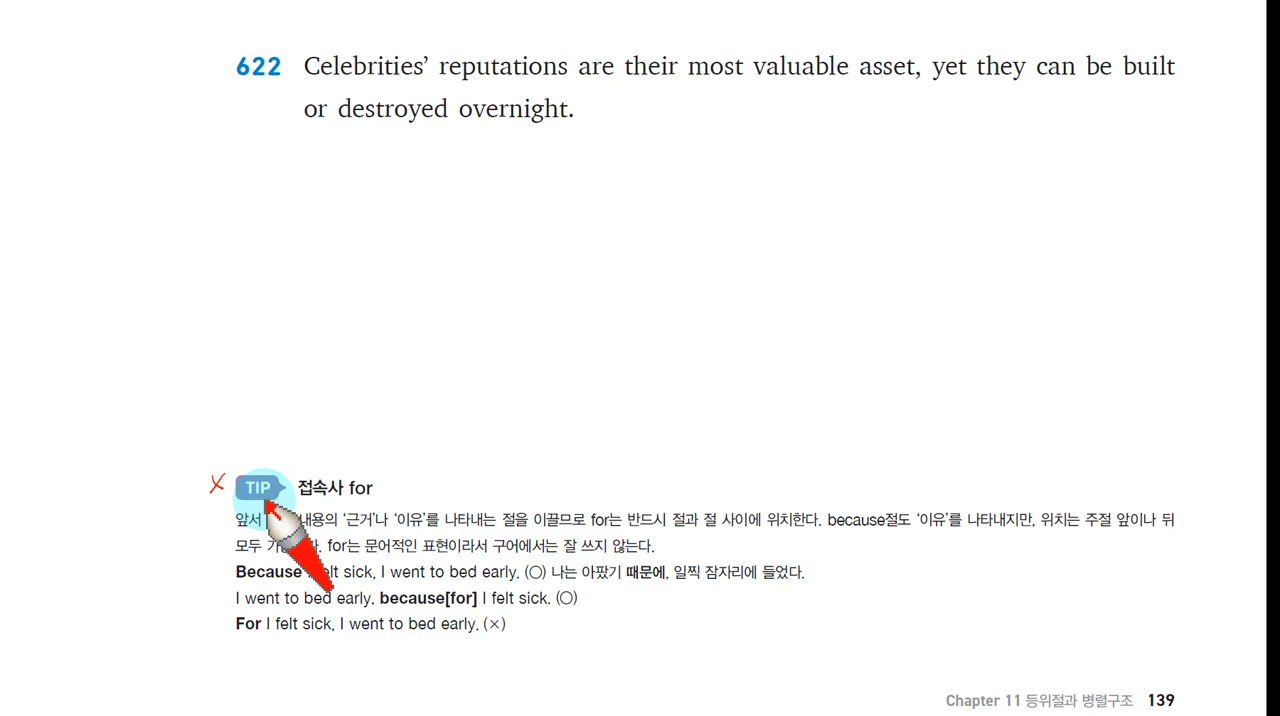 622 Celebrities’ reputations are their most valuable asset, yet they can be built
or destroyed overnight.
TIP 접속사 for
앞서 내용의 ‘근거’나 ‘이유’를 나타내는 절을 이끌므로 for는 반드시 절과 절 사이에 위치한다. because절도 ‘이유’를 나타내지만, 위치는 주절 앞이나 뒤
모두 for는 문어적인 표현이라서 구어에서는 잘 쓰지 않는다.
Because felt sick, I went to bed early. (○) 나는 아팠기 때문에, 일찍 잠자리에 들었다.
I went to bed early, because[for] I felt sick. (○)
For I felt sick, I went to bed early. (×)
Chapter 11 등위절과 병렬구조 139